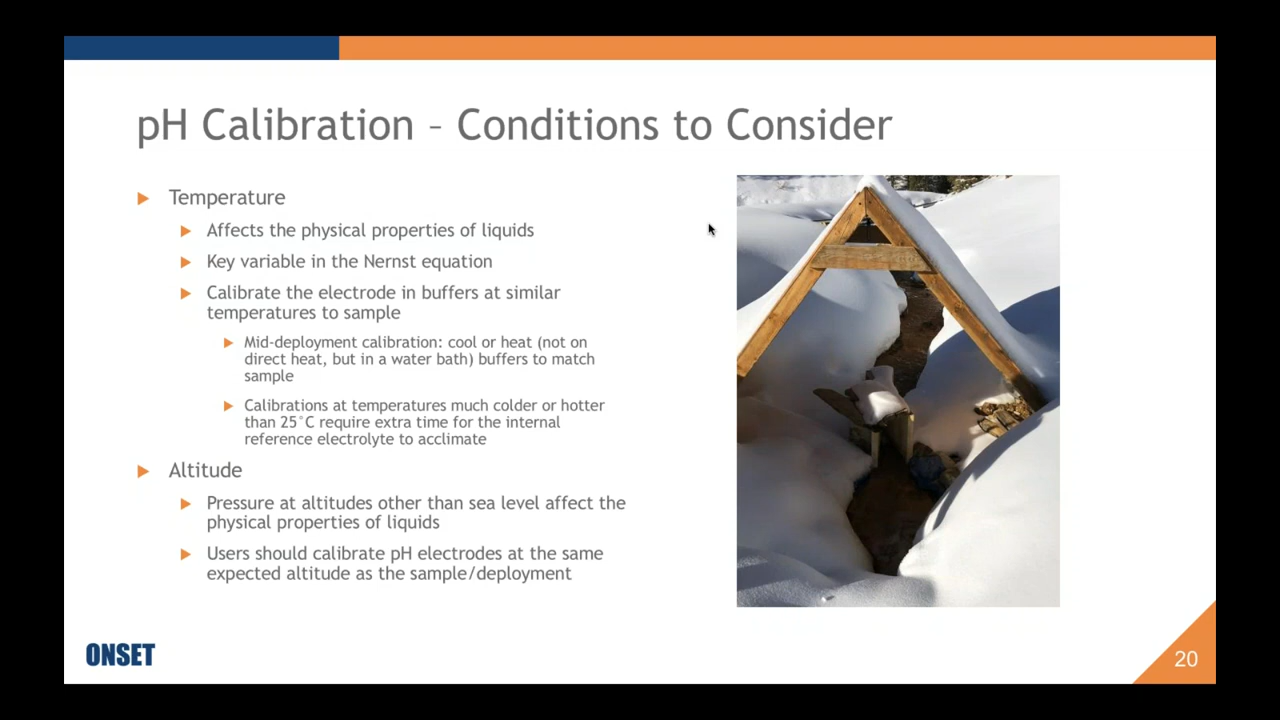 pH Calibration – Conditions to Consider
Temperature
Affects the physical properties of liquids
Key variable in the Nernst equation
Calibrate the electrode in buffers at similar
temperatures to sample
Mid-deployment calibration: cool or heat (not on
direct heat, but in a water bath) buffers to match
sample
Calibrations at temperatures much colder or hotter
than 25°C require extra time for the internal
reference electrolyte to acclimate
Altitude
Pressure at altitudes other than sea level affect the
physical properties of liquids
Users should calibrate pH electrodes at the same
expected altitude as the sample/deployment
ONSET
20